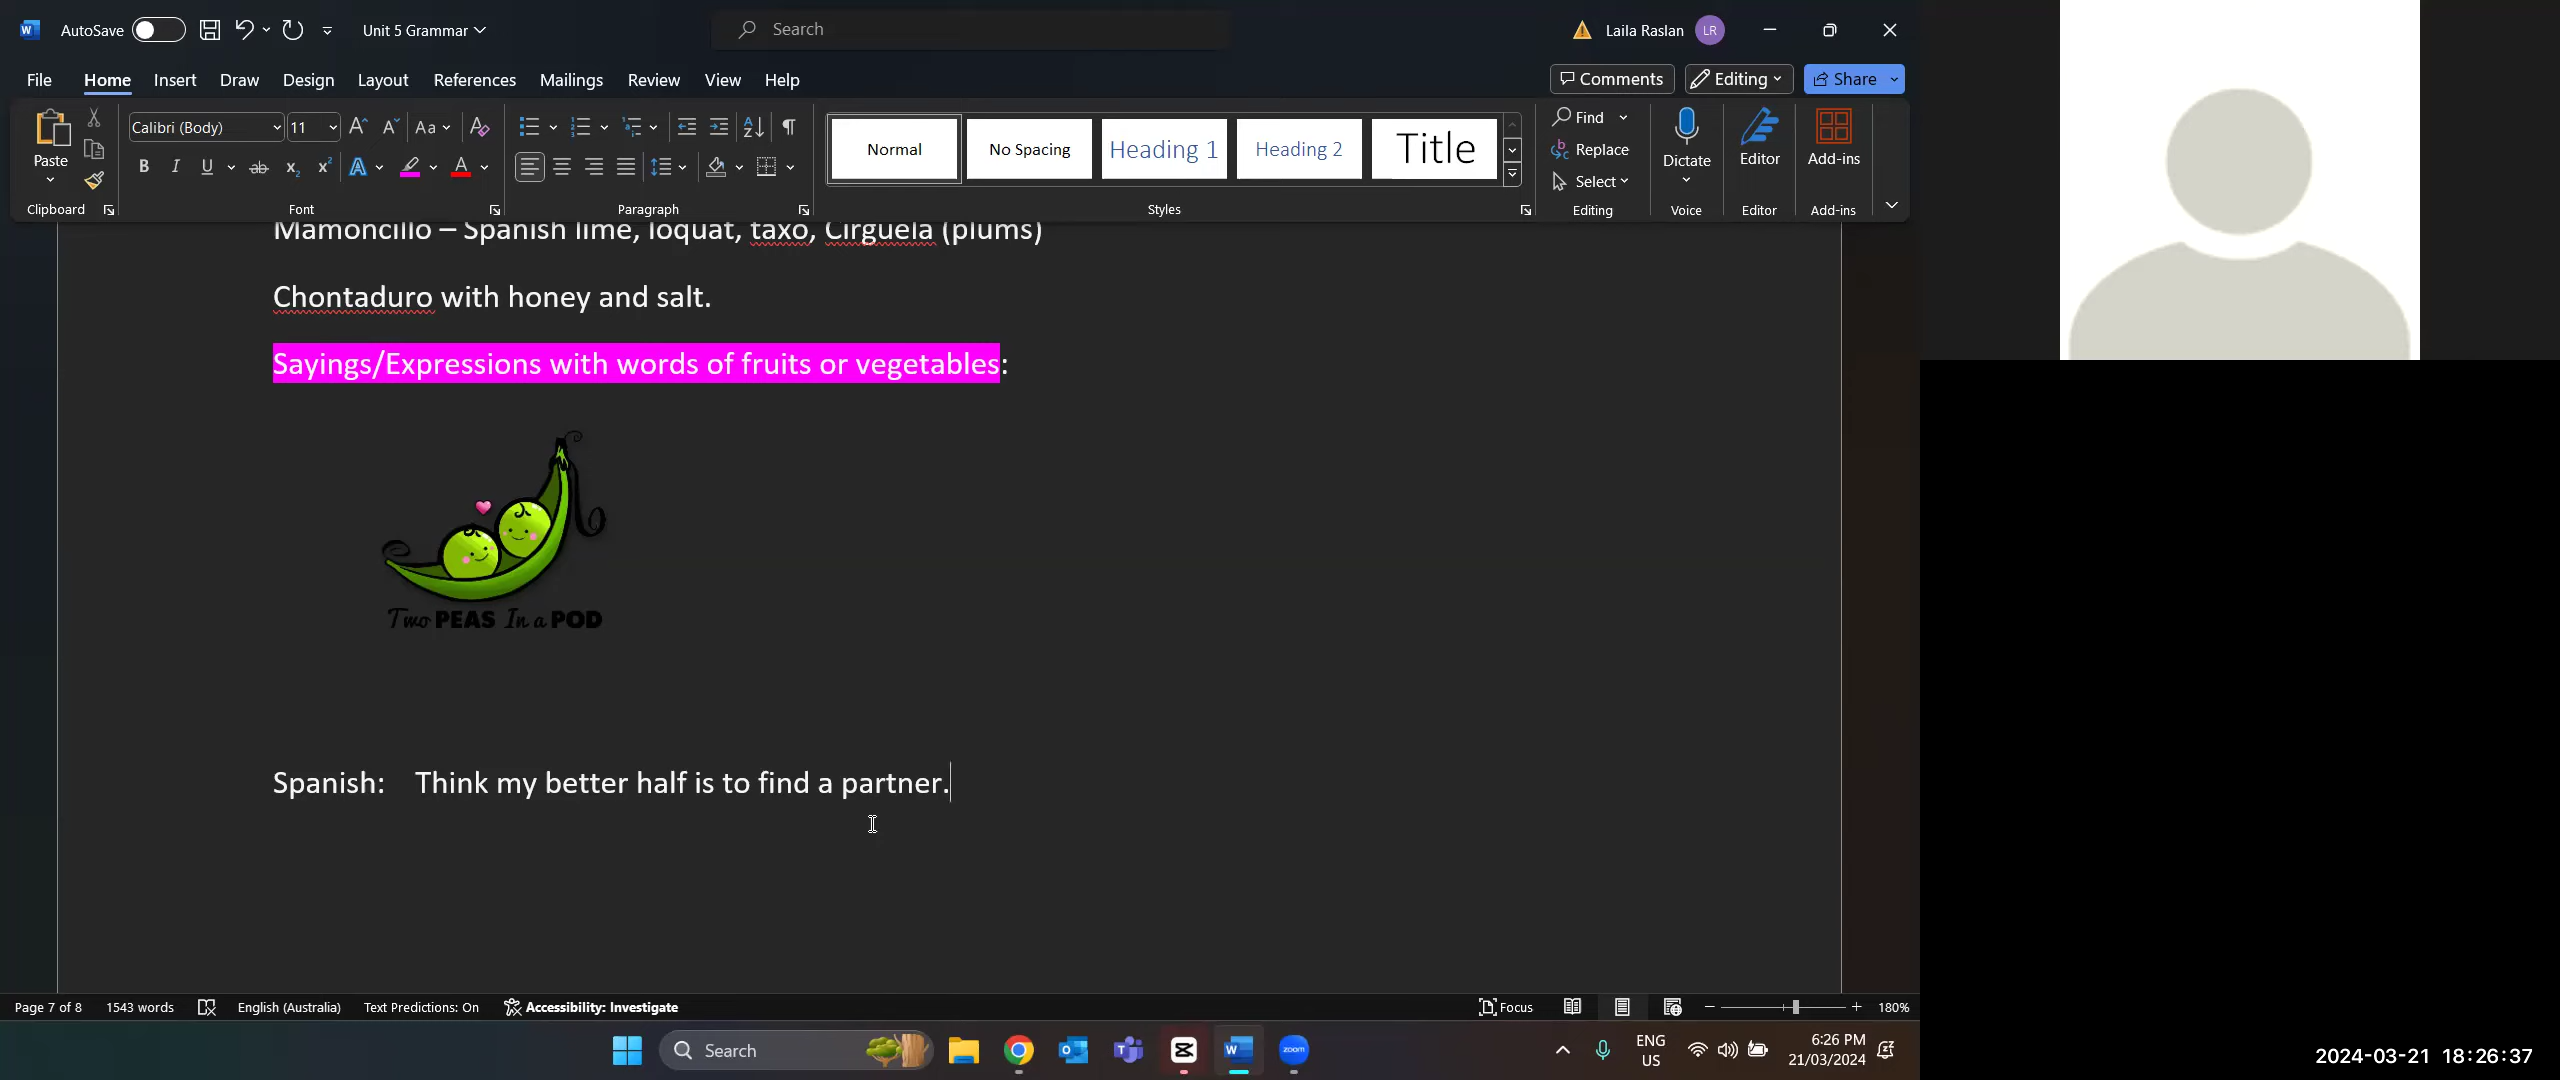 AutoSave
Unit 5 Grammar
Search
Laila Raslan
LR
File Home Insert Draw Design Layout References Mailings Review View Help
Comments
Editing
Share
Paste
Calibri (Body)
11
Normal
No Spacing
Heading 1
Heading 2
Title
Find
Replace
Select
Dictate
Editor
Add-ins
Clipboard
Font
Paragraph
Styles
Editing
Voice
Editor
Add-ins
Mamoncillo – Spanish lime, loquat, taxo, Cirguela (plums)
Chontaduro with honey and salt.
Sayings/Expressions with words of fruits or vegetables:
Two PEAS In a POD
Spanish: Think my better half is to find a partner.
Page 7 of 8
1543 words
English (Australia)
Text Predictions: On
Accessibility: Investigate
Focus
180%
Search
zoom
ENG
US
6:26 PM
21/03/2024
2024-03-21 18:26:37